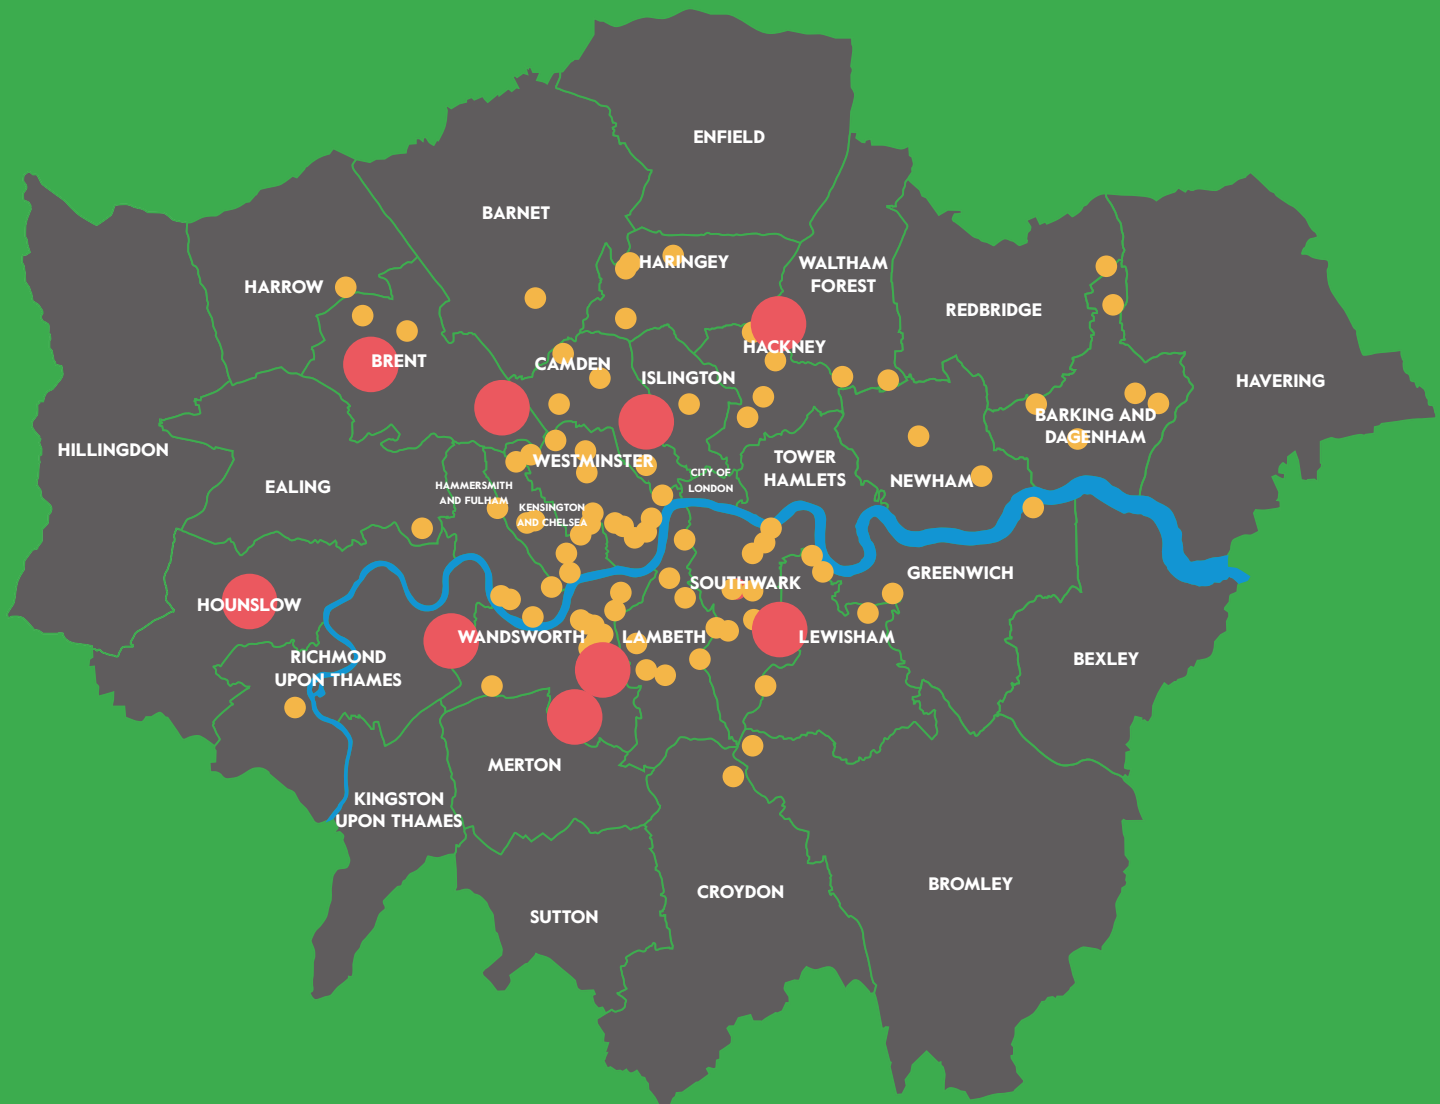 ENFIELD
BARNET
HARROW
HARINGEY
WALTHAM
FOREST
REDBRIDGE
BRENT
CAMDEN
HACKNEY
ISLINGTON
HAVERING
BARKING AND
DAGENHAM
HILLINGDON
EALING
WESTMINSTER
CITY OF
LONDON
TOWER
HAMLETS
NEWHAM
HAMMERSMITH
AND FULHAM
KENSINGTON
AND CHELSEA
HOUNSLOW
SOUTHWARK
GREENWICH
WANDSWORTH
LAMBETH
LEWISHAM
RICHMOND
UPON THAMES
BEXLEY
MERTON
KINGSTON
UPON THAMES
CROYDON
BROMLEY
SUTTON